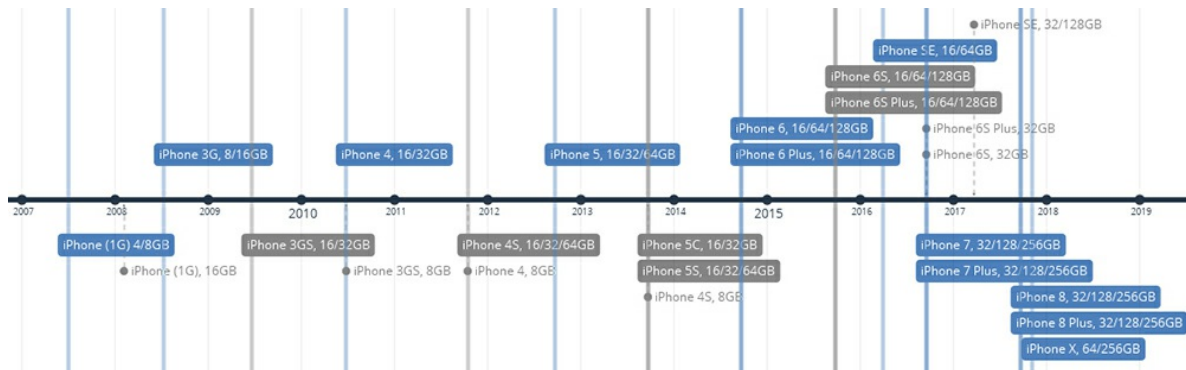 iPhone SE, 32/128GB
iPhone SE, 16/64GB
iPhone 6S, 16/64/128GB
iPhone 6S Plus, 16/64/128GB
iPhone 6, 16/64/128GB
iPhone 6S Plus, 32GB
iPhone 3G, 8/16GB
iPhone 4, 16/32GB
iPhone 5, 16/32/64GB
iPhone 6 Plus, 16/64/128GB
iPhone 6S, 32GB
2007 2008 2009 2010 2011 2012 2013 2014 2015 2016 2017 2018 2019
iPhone (1G) 4/8GB
iPhone 3GS, 16/32GB
iPhone 4S, 16/32/64GB
iPhone 5C, 16/32GB
iPhone 7, 32/128/256GB
iPhone (1G), 16GB
iPhone 3GS, 8GB
iPhone 4, 8GB
iPhone 5S, 16/32/64GB
iPhone 7 Plus, 32/128/256GB
iPhone 4S, 8GB
iPhone 8, 32/128/256GB
iPhone 8 Plus, 32/128/256GB
iPhone X, 64/256GB